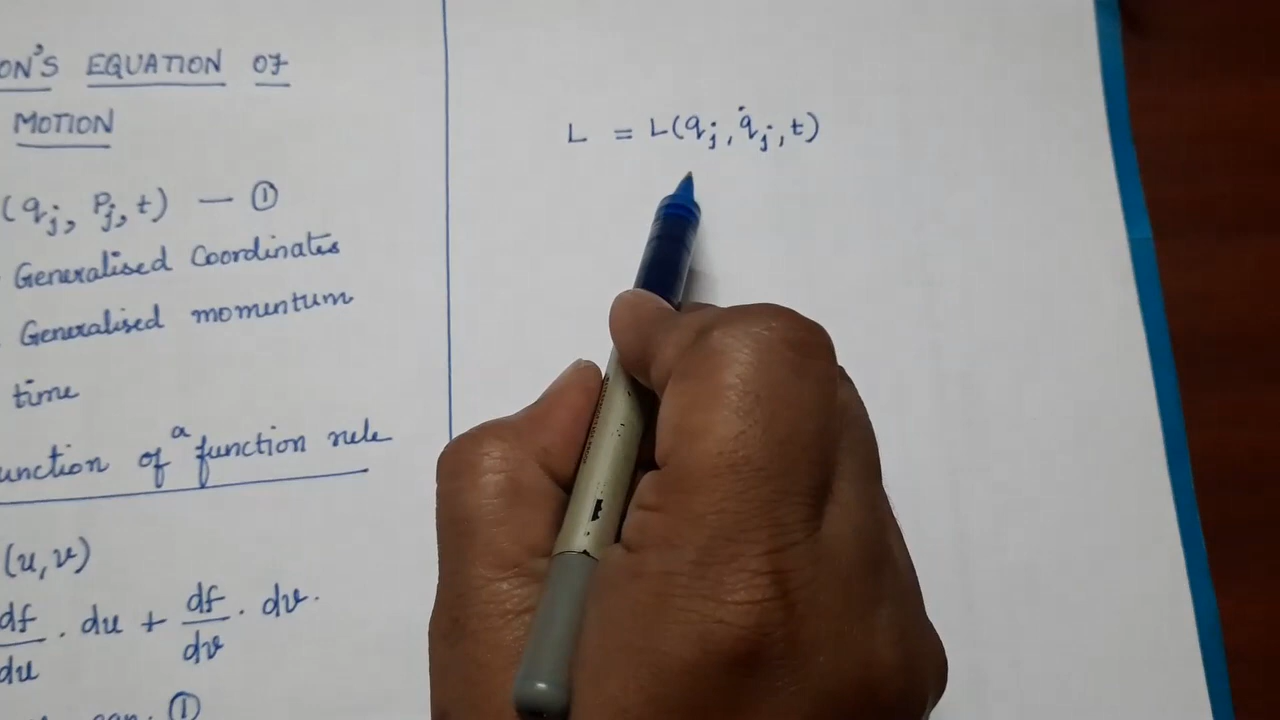 ON'S EQUATION OF
MOTION
(qj, Pj, t) — ①
Generalised Coordinates
Generalised momentum
time
unction of a function rule
(u, v)
df/du . du + df/dv . dv.
①
L = L(qj, q̇j, t)